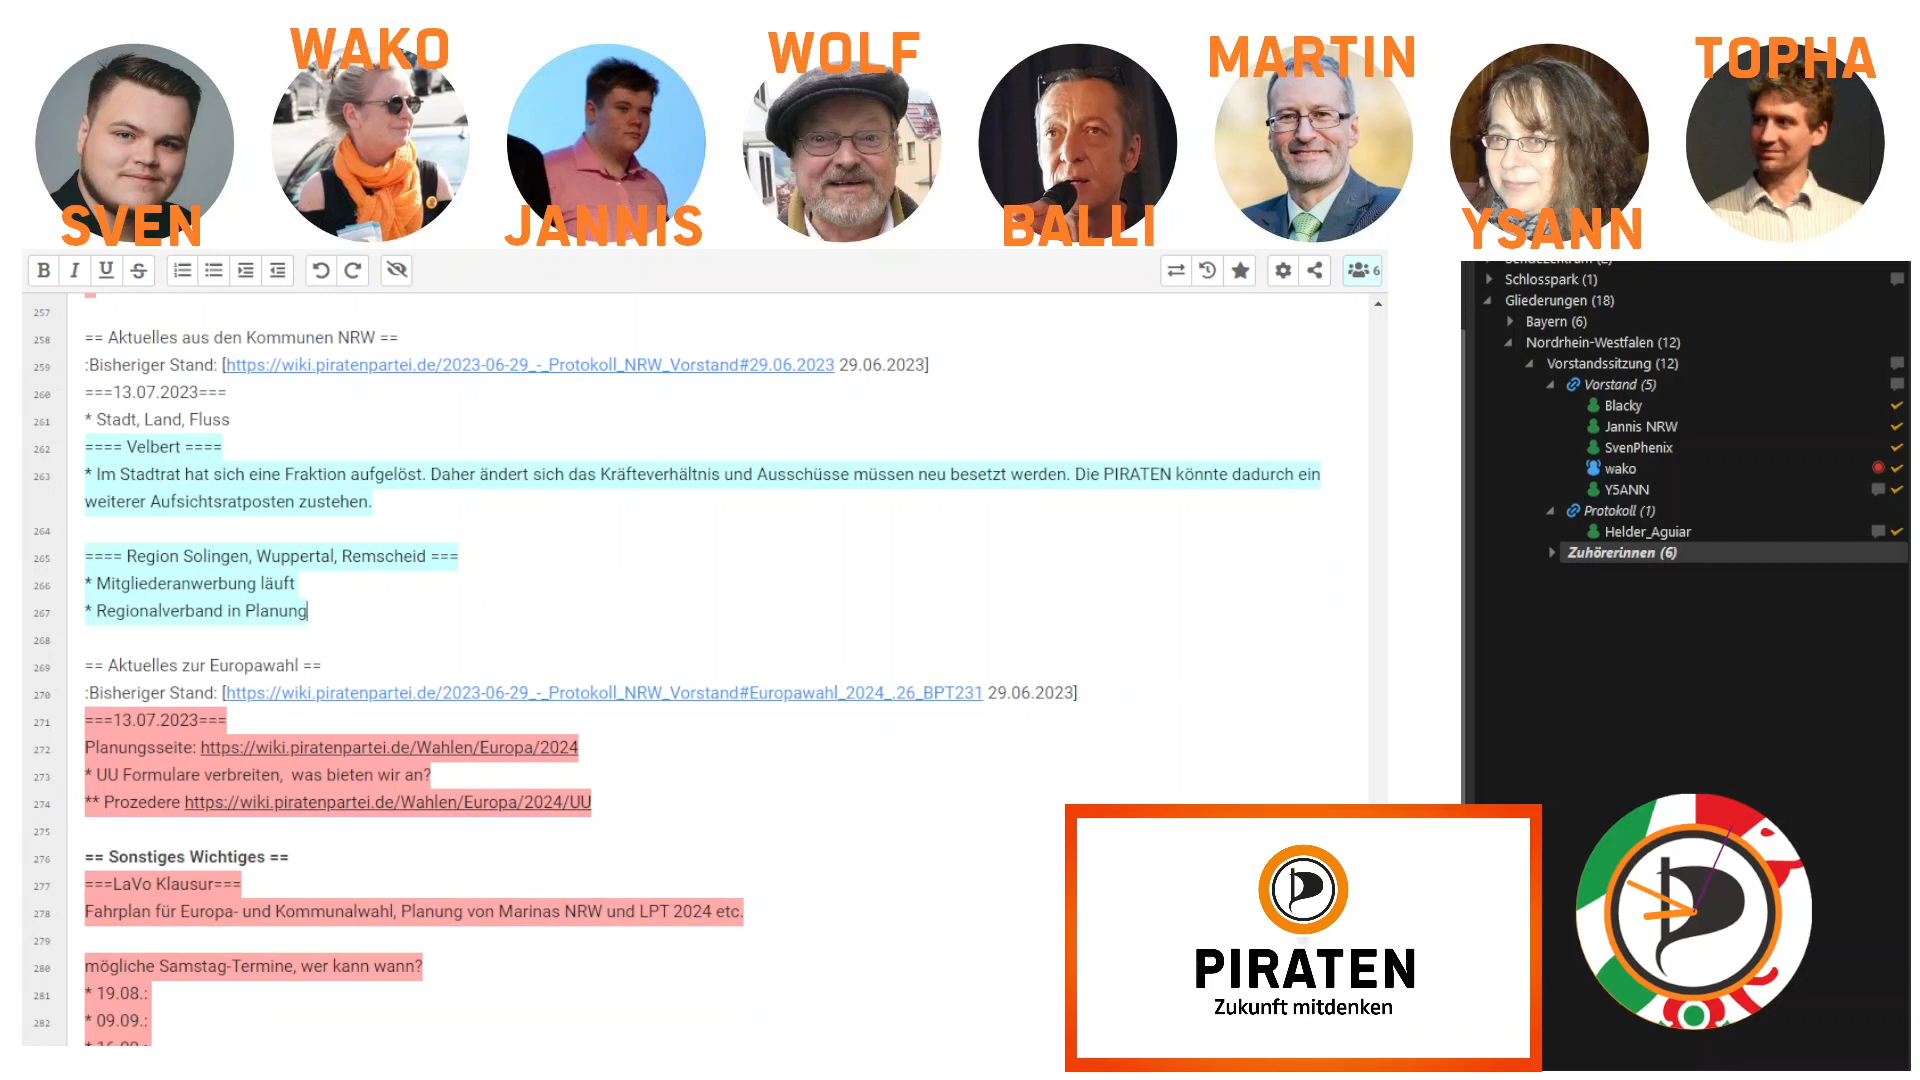 WAKO
WOLF
MARTIN
TOPHA
SVEN
JANNIS
BALLI
YSANN
B I U S
6
257
258 == Aktuelles aus den Kommunen NRW ==
259 :Bisheriger Stand: [https://wiki.piratenpartei.de/2023-06-29_-_Protokoll_NRW_Vorstand#29.06.2023 29.06.2023]
260 ===13.07.2023===
261 * Stadt, Land, Fluss
262 ==== Velbert ====
263 * Im Stadtrat hat sich eine Fraktion aufgelöst. Daher ändert sich das Kräfteverhältnis und Ausschüsse müssen neu besetzt werden. Die PIRATEN könnte dadurch ein
weiterer Aufsichtsratposten zustehen.
264
265 ==== Region Solingen, Wuppertal, Remscheid ===
266 * Mitgliederanwerbung läuft
267 * Regionalverband in Planung
268
269 == Aktuelles zur Europawahl ==
270 :Bisheriger Stand: [https://wiki.piratenpartei.de/2023-06-29_-_Protokoll_NRW_Vorstand#Europawahl_2024_.26_BPT231 29.06.2023]
271 ===13.07.2023===
272 Planungsseite: https://wiki.piratenpartei.de/Wahlen/Europa/2024
273 * UU Formulare verbreiten,  was bieten wir an?
274 ** Prozedere https://wiki.piratenpartei.de/Wahlen/Europa/2024/UU
275
276 == Sonstiges Wichtiges ==
277 ===LaVo Klausur===
278 Fahrplan für Europa- und Kommunalwahl, Planung von Marinas NRW und LPT 2024 etc.
279
280 mögliche Samstag-Termine, wer kann wann?
281 * 19.08.:
282 * 09.09.:
Schlosspark (1)
Gliederungen (18)
Bayern (6)
Nordrhein-Westfalen (12)
Vorstandssitzung (12)
Vorstand (5)
Blacky
Jannis NRW
SvenPhenix
wako
Y5ANN
Protokoll (1)
Helder_Aguiar
Zuhörerinnen (6)
PIRATEN
Zukunft mitdenken